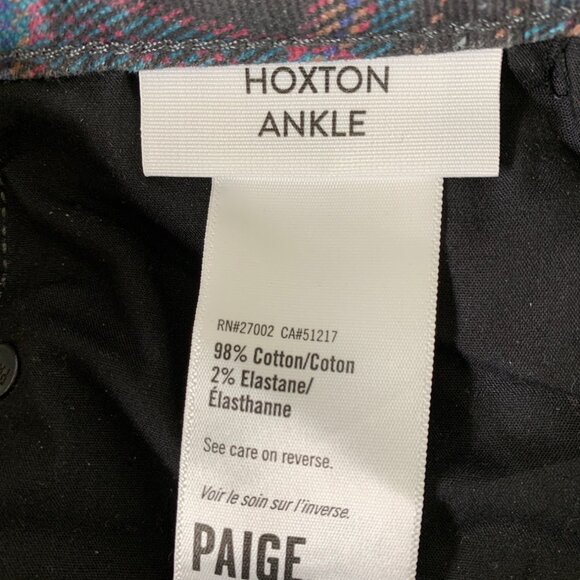 HOXTON
ANKLE
RN#27002 CA#51217
98% Cotton/Coton
2% Elastane/
Élasthanne
See care on reverse.
Voir le soin sur l'inverse.
PAIGE